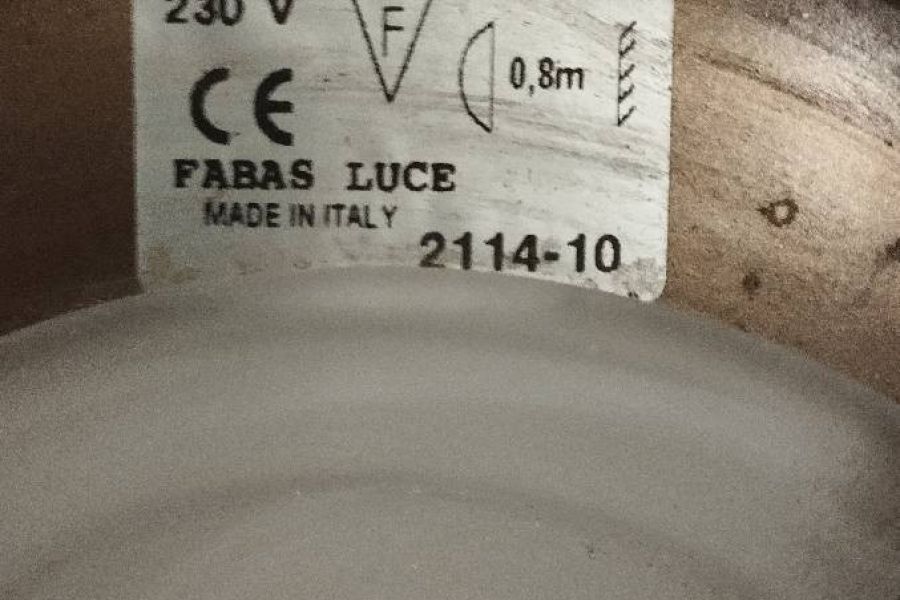 230 V
F
0,8m
CE
FABAS LUCE
MADE IN ITALY
2114-10